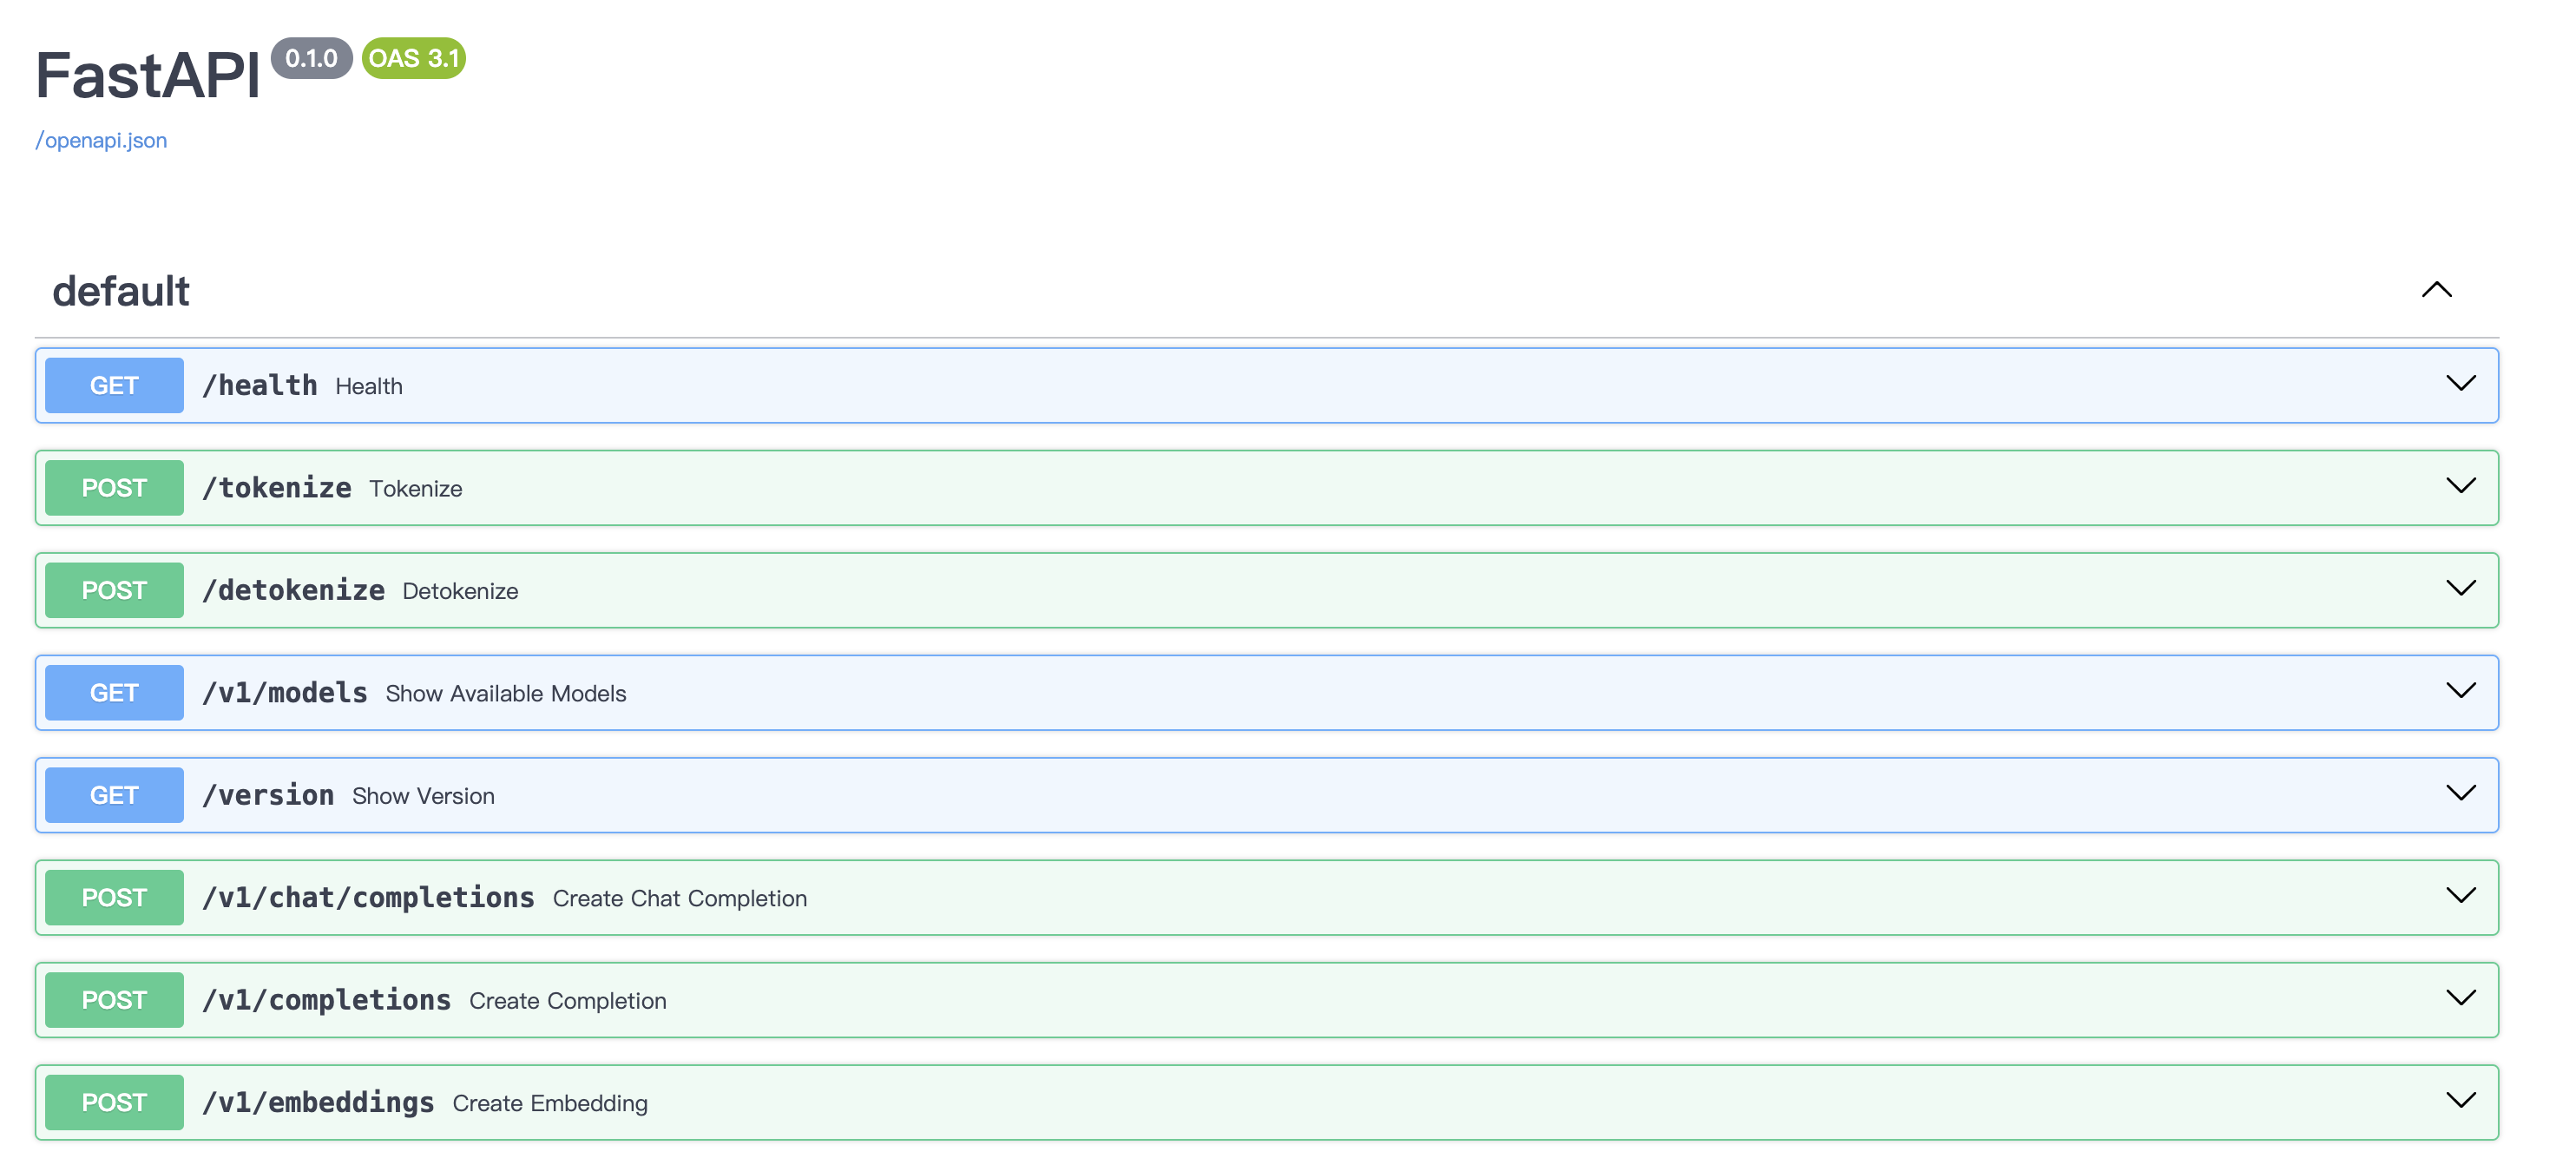 FastAPI 0.1.0 OAS 3.1
/openapi.json
default
GET /health Health
POST /tokenize Tokenize
POST /detokenize Detokenize
GET /v1/models Show Available Models
GET /version Show Version
POST /v1/chat/completions Create Chat Completion
POST /v1/completions Create Completion
POST /v1/embeddings Create Embedding